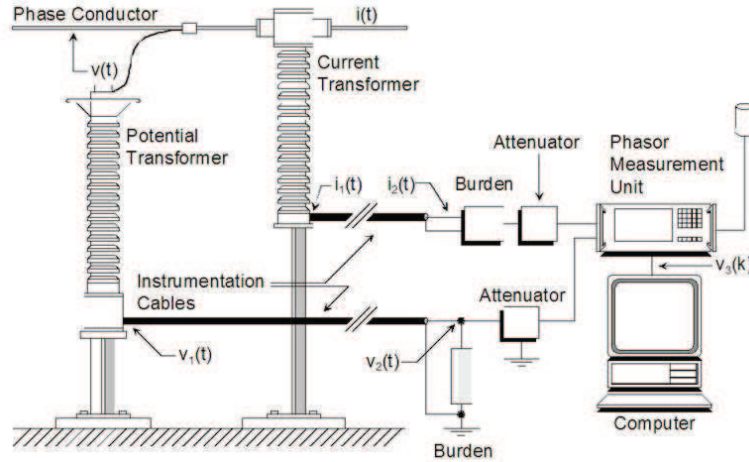 Phase Conductor
i(t)
v(t)
Current
Transformer
Potential
Transformer
Attenuator
Phasor
Measurement
Unit
i₁(t)
i₂(t)
Burden
v₃(k)
Instrumentation
Cables
Attenuator
v₁(t)
v₂(t)
Computer
Burden